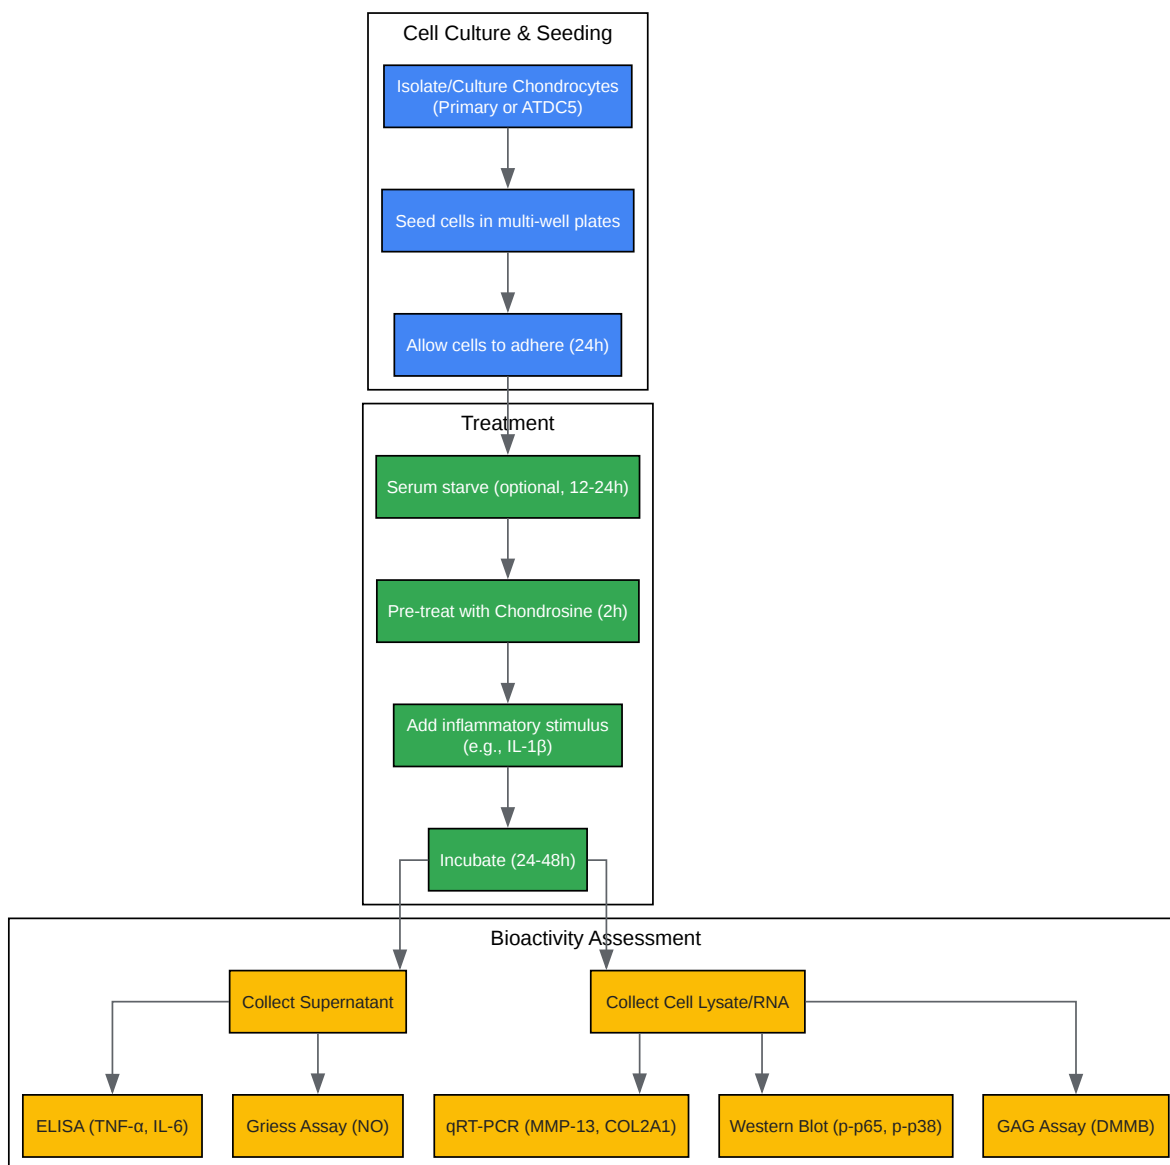 Cell Culture & Seeding
Isolate/Culture Chondrocytes
(Primary or ATDC5)
Seed cells in multi-well plates
Allow cells to adhere (24h)
Treatment
Serum starve (optional, 12-24h)
Pre-treat with Chondrosine (2h)
Add inflammatory stimulus
(e.g., IL-1β)
Incubate (24-48h)
Bioactivity Assessment
Collect Supernatant
Collect Cell Lysate/RNA
ELISA (TNF-α, IL-6)
Griess Assay (NO)
qRT-PCR (MMP-13, COL2A1)
Western Blot (p-p65, p-p38)
GAG Assay (DMMB)